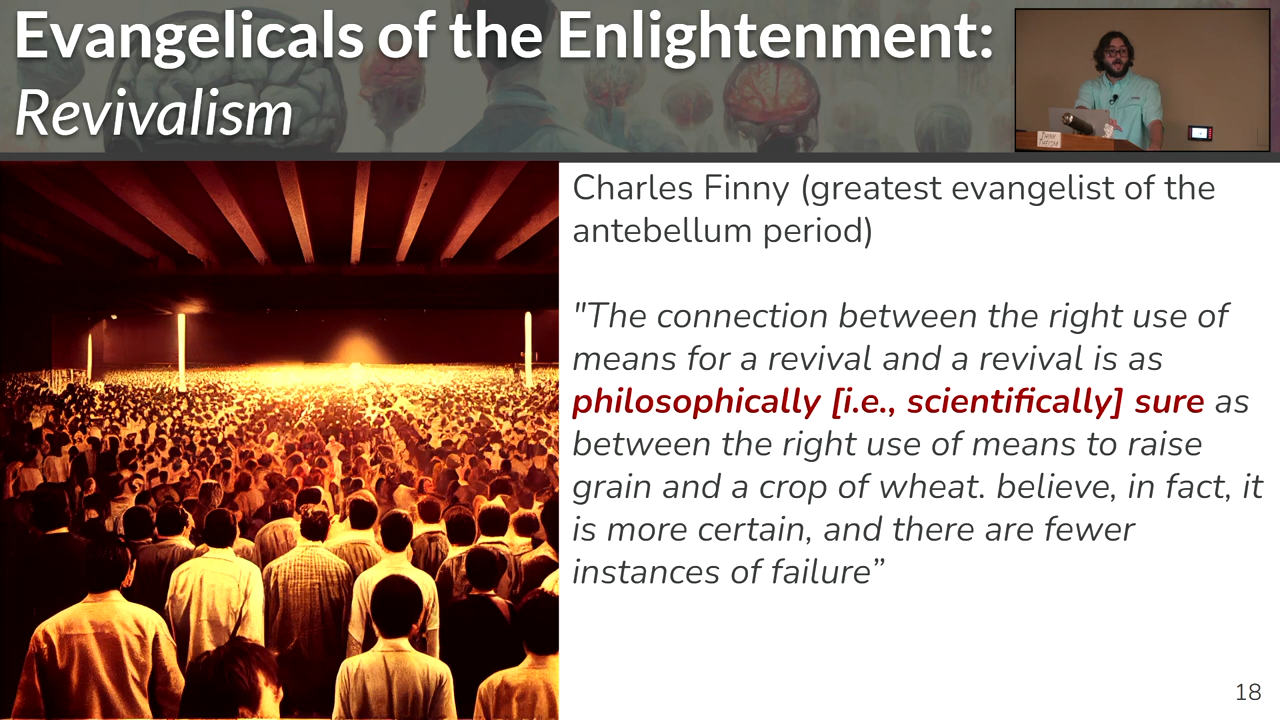 Evangelicals of the Enlightenment:
Revivalism
Charles Finny (greatest evangelist of the
antebellum period)
"The connection between the right use of
means for a revival and a revival is as
philosophically [i.e., scientifically] sure as
between the right use of means to raise
grain and a crop of wheat. believe, in fact, it
is more certain, and there are fewer
instances of failure”
18